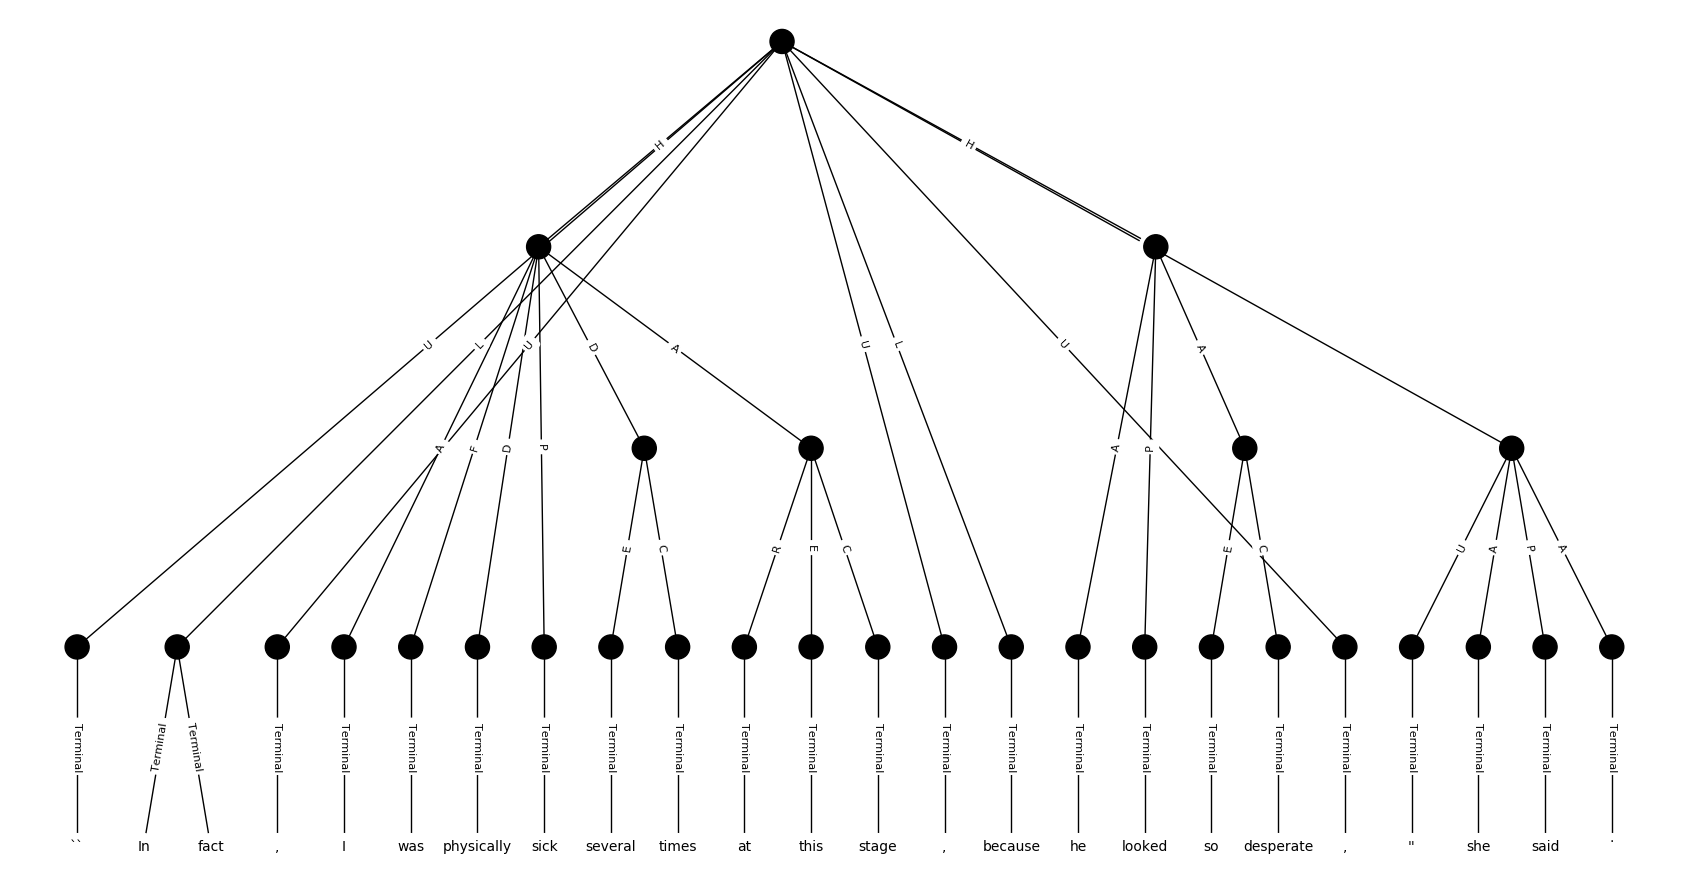 H H
U L U D A U L U A
A F D P A P
E C R E C E C U A P A
Terminal Terminal Terminal Terminal Terminal Terminal Terminal Terminal Terminal Terminal Terminal Terminal Terminal Terminal Terminal Terminal Terminal Terminal Terminal Terminal Terminal Terminal Terminal Terminal
`` In fact , I was physically sick several times at this stage , because he looked so desperate , " she said .